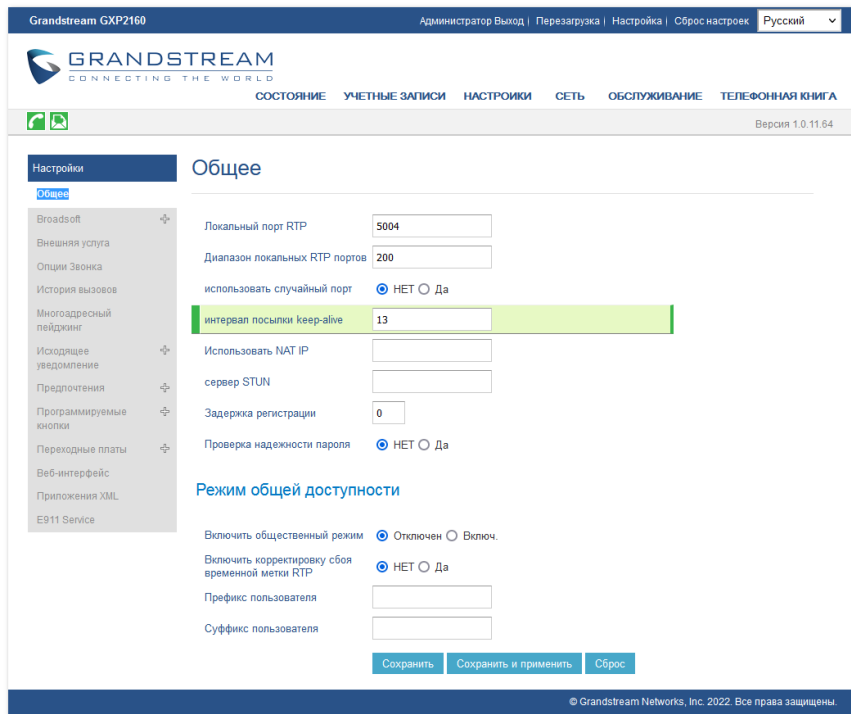 Grandstream GXP2160
Администратор Выход | Перезагрузка | Настройка | Сброс настроек Русский
GRANDSTREAM
CONNECTING THE WORLD
СОСТОЯНИЕ УЧЕТНЫЕ ЗАПИСИ НАСТРОЙКИ СЕТЬ ОБСЛУЖИВАНИЕ ТЕЛЕФОННАЯ КНИГА
Версия 1.0.11.64
Настройки
Общее
Broadsoft
Внешняя услуга
Опции Звонка
История вызовов
Многоадресный
пейджинг
Исходящее
уведомление
Предпочтения
Программируемые
кнопки
Переходные платы
Веб-интерфейс
Приложения XML
E911 Service
Общее
Локальный порт RTP 5004
Диапазон локальных RTP портов 200
использовать случайный порт НЕТ Да
интервал посылки keep-alive 13
Использовать NAT IP
сервер STUN
Задержка регистрации 0
Проверка надежности пароля НЕТ Да
Режим общей доступности
Включить общественный режим Отключен Включ.
Включить корректировку сбоя
временной метки RTP НЕТ Да
Префикс пользователя
Суффикс пользователя
Сохранить Сохранить и применить Сброс
© Grandstream Networks, Inc. 2022. Все права защищены.